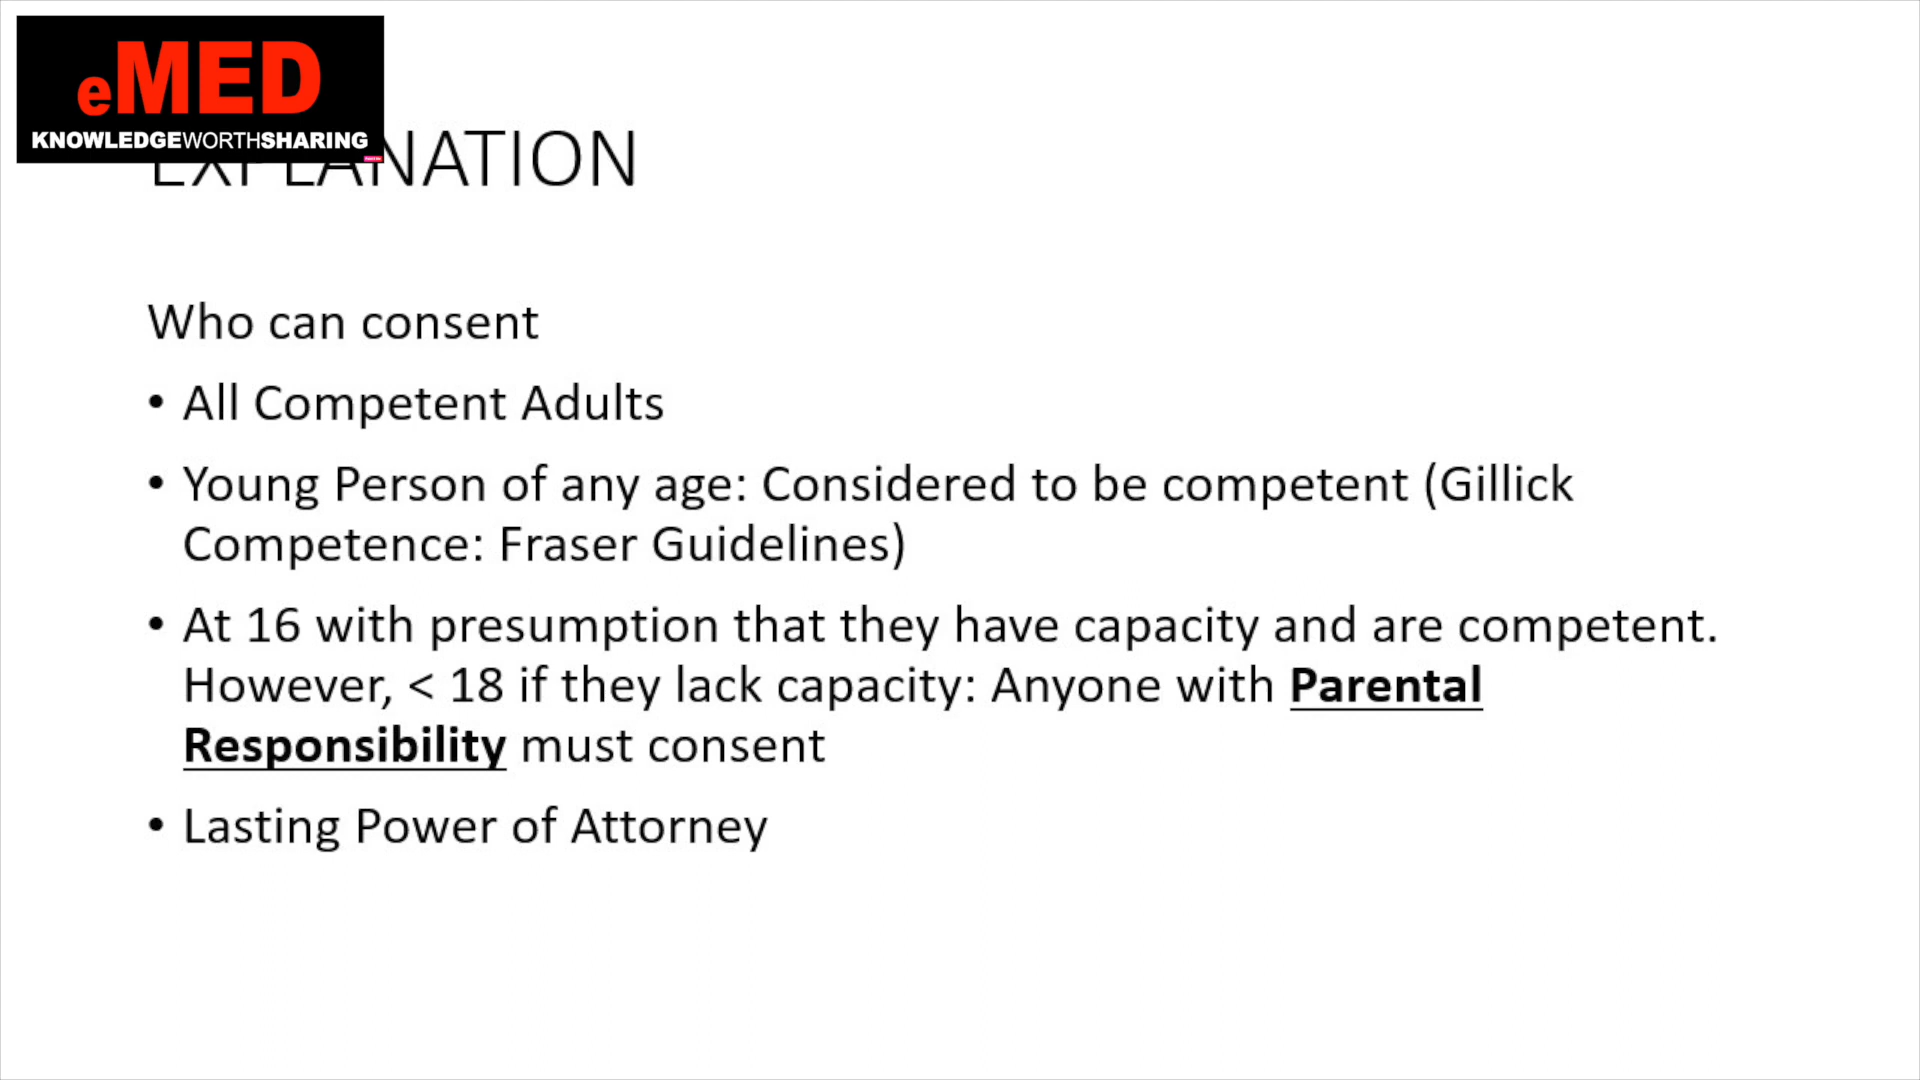 eMED
KNOWLEDGEWORTHSHARING
EXPLANATION
Who can consent
• All Competent Adults
• Young Person of any age: Considered to be competent (Gillick
Competence: Fraser Guidelines)
• At 16 with presumption that they have capacity and are competent.
However, < 18 if they lack capacity: Anyone with Parental
Responsibility must consent
• Lasting Power of Attorney